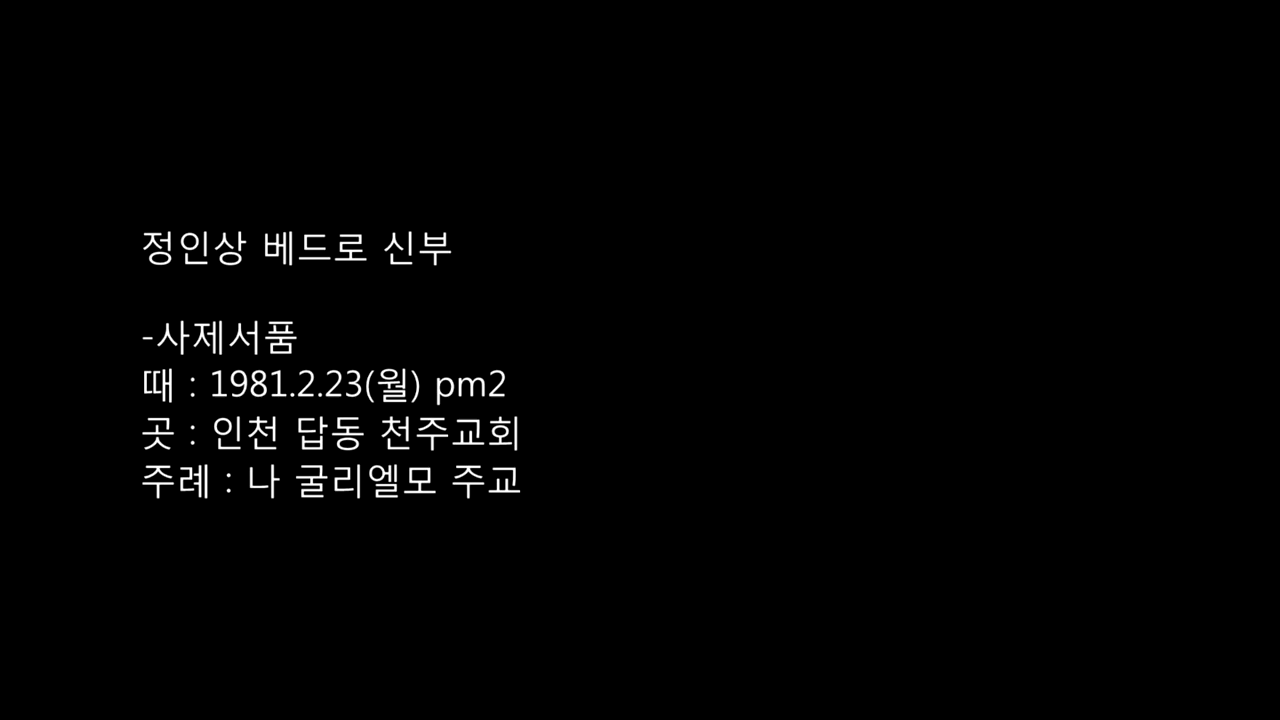 정인상 베드로 신부
-사제서품
때 : 1981.2.23(월) pm2
곳 : 인천 답동 천주교회
주례 : 나 굴리엘모 주교